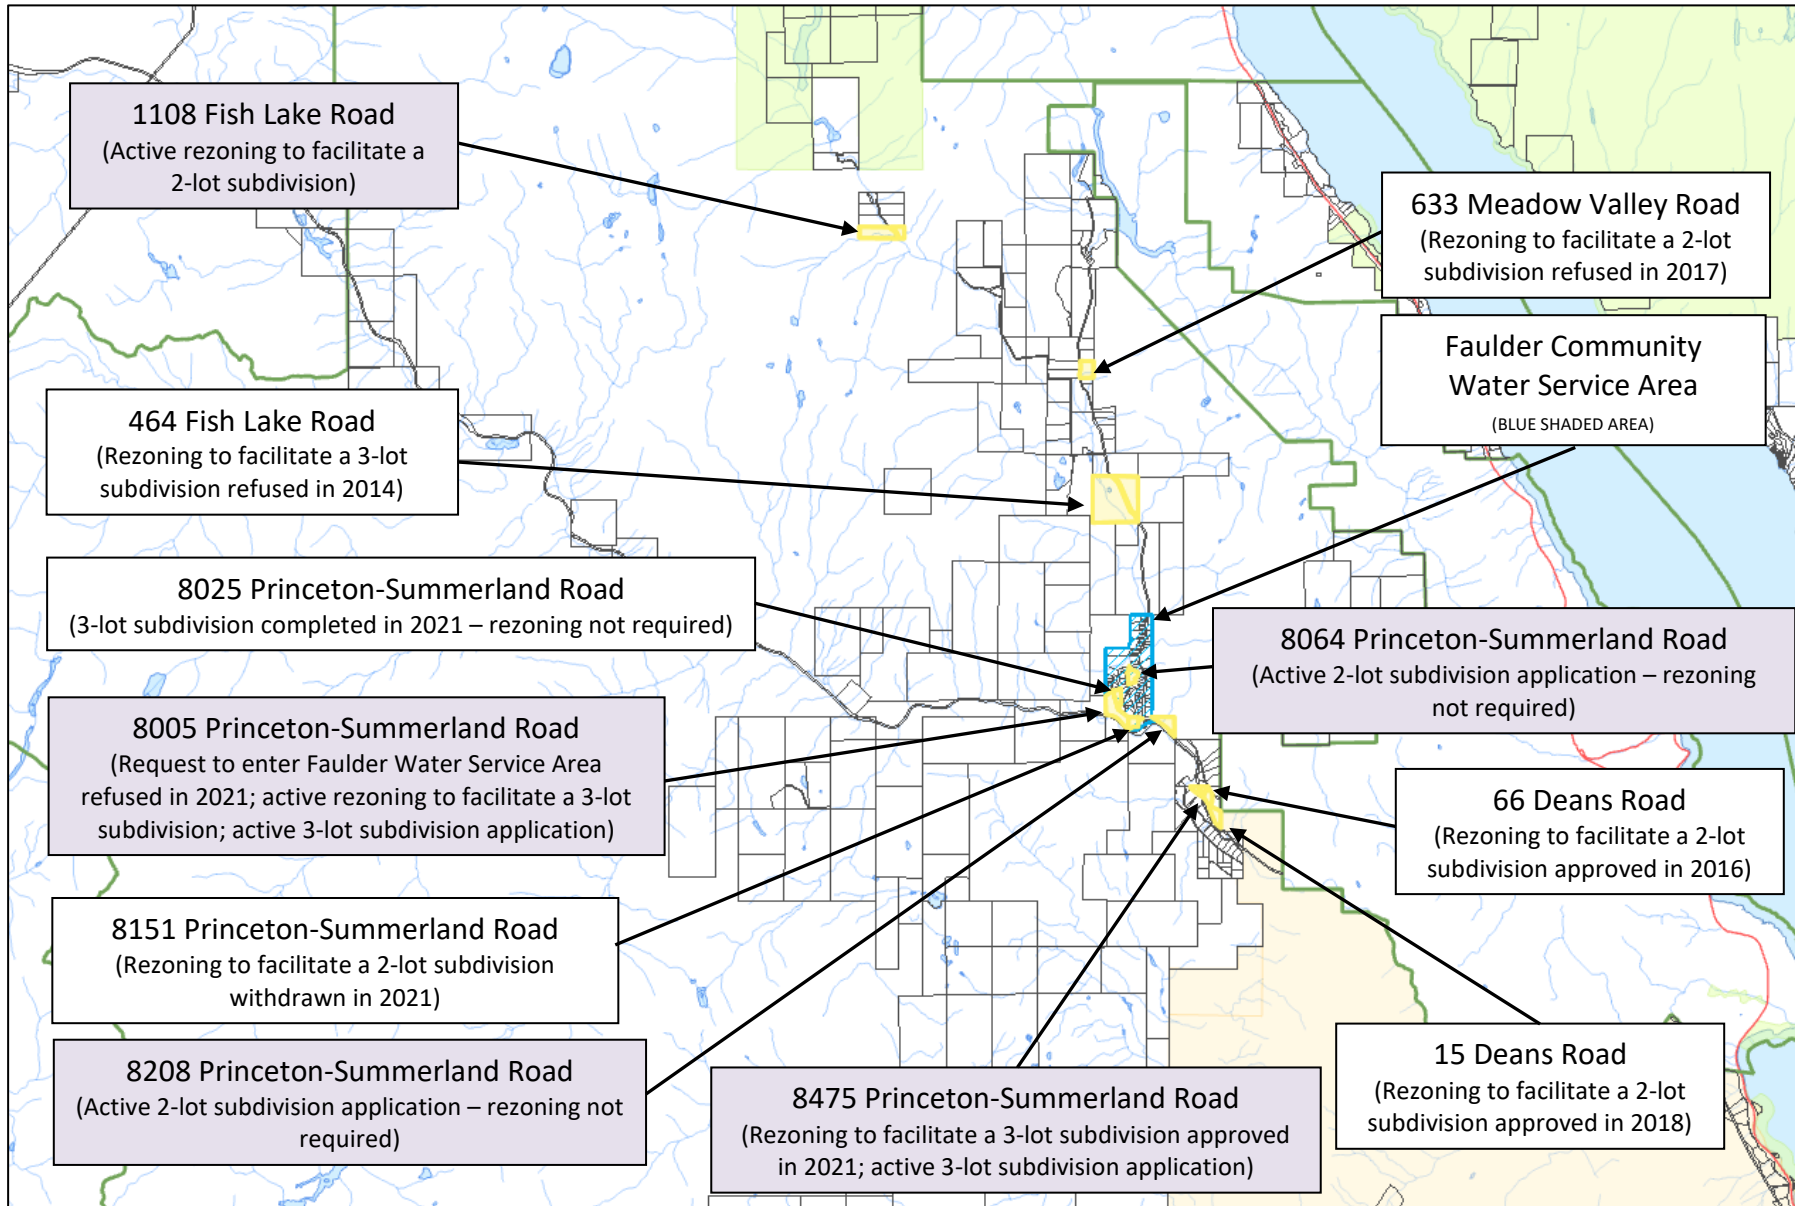 1108 Fish Lake Road
(Active rezoning to facilitate a
2-lot subdivision)
633 Meadow Valley Road
(Rezoning to facilitate a 2-lot
subdivision refused in 2017)
Faulder Community
Water Service Area
(BLUE SHADED AREA)
464 Fish Lake Road
(Rezoning to facilitate a 3-lot
subdivision refused in 2014)
8025 Princeton-Summerland Road
(3-lot subdivision completed in 2021 – rezoning not required)
8064 Princeton-Summerland Road
(Active 2-lot subdivision application – rezoning
not required)
8005 Princeton-Summerland Road
(Request to enter Faulder Water Service Area
refused in 2021; active rezoning to facilitate a 3-lot
subdivision; active 3-lot subdivision application)
66 Deans Road
(Rezoning to facilitate a 2-lot
subdivision approved in 2016)
8151 Princeton-Summerland Road
(Rezoning to facilitate a 2-lot subdivision
withdrawn in 2021)
15 Deans Road
(Rezoning to facilitate a 2-lot
subdivision approved in 2018)
8208 Princeton-Summerland Road
(Active 2-lot subdivision application – rezoning not
required)
8475 Princeton-Summerland Road
(Rezoning to facilitate a 3-lot subdivision approved
in 2021; active 3-lot subdivision application)